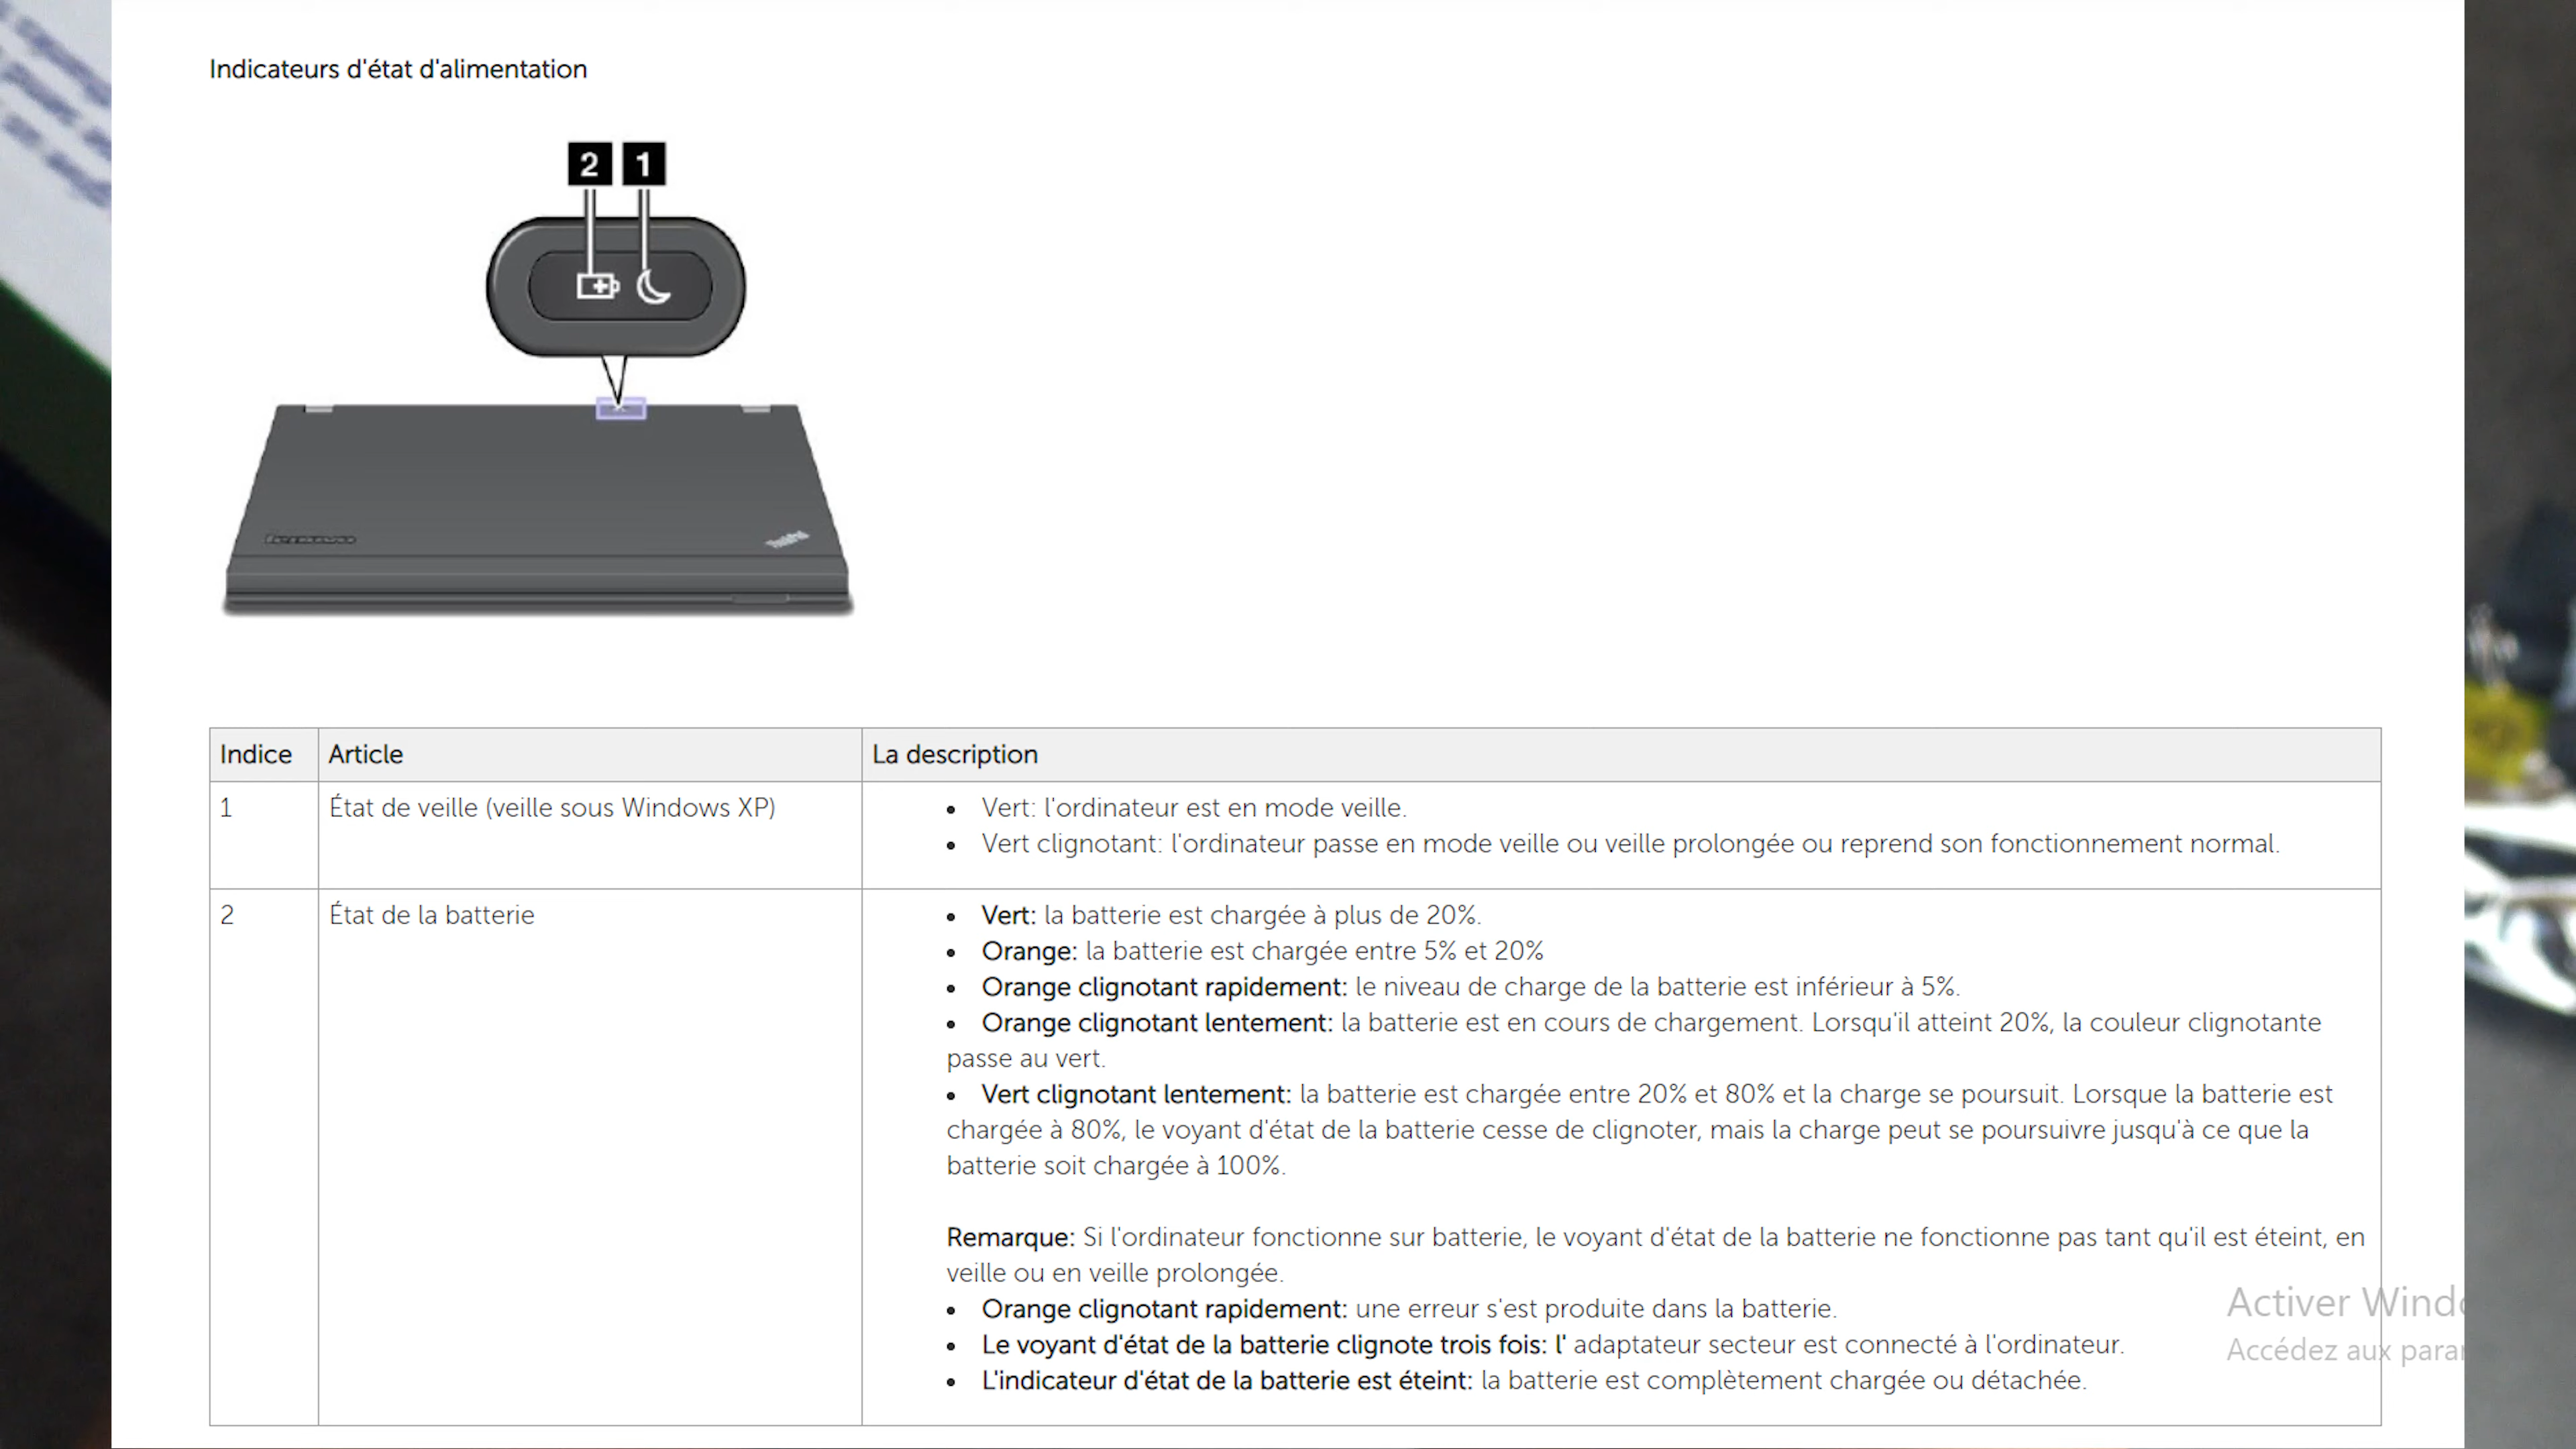 Indicateurs d'état d'alimentation
2 1
lenovo
ThinkPad
Indice Article La description
1 État de veille (veille sous Windows XP)
• Vert: l'ordinateur est en mode veille.
• Vert clignotant: l'ordinateur passe en mode veille ou veille prolongée ou reprend son fonctionnement normal.
2 État de la batterie
• Vert: la batterie est chargée à plus de 20%.
• Orange: la batterie est chargée entre 5% et 20%
• Orange clignotant rapidement: le niveau de charge de la batterie est inférieur à 5%.
• Orange clignotant lentement: la batterie est en cours de chargement. Lorsqu'il atteint 20%, la couleur clignotante
passe au vert.
• Vert clignotant lentement: la batterie est chargée entre 20% et 80% et la charge se poursuit. Lorsque la batterie est
chargée à 80%, le voyant d'état de la batterie cesse de clignoter, mais la charge peut se poursuivre jusqu'à ce que la
batterie soit chargée à 100%.
Remarque: Si l'ordinateur fonctionne sur batterie, le voyant d'état de la batterie ne fonctionne pas tant qu'il est éteint, en
veille ou en veille prolongée.
• Orange clignotant rapidement: une erreur s'est produite dans la batterie.
• Le voyant d'état de la batterie clignote trois fois: l' adaptateur secteur est connecté à l'ordinateur.
• L'indicateur d'état de la batterie est éteint: la batterie est complètement chargée ou détachée.
Activer Windo
Accédez aux para